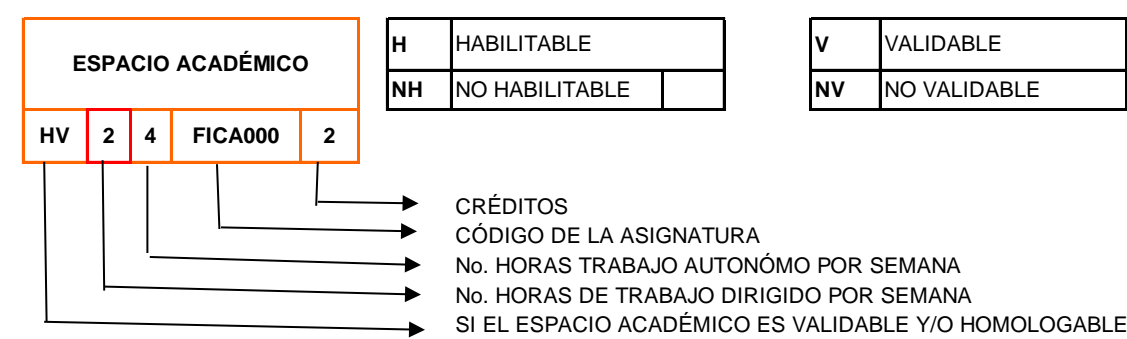 ESPACIO ACADÉMICO
HV 2 4 FICA000 2
H HABILITABLE
NH NO HABILITABLE
V VALIDABLE
NV NO VALIDABLE
CRÉDITOS
CÓDIGO DE LA ASIGNATURA
No. HORAS TRABAJO AUTONÓMO POR SEMANA
No. HORAS DE TRABAJO DIRIGIDO POR SEMANA
SI EL ESPACIO ACADÉMICO ES VALIDABLE Y/O HOMOLOGABLE